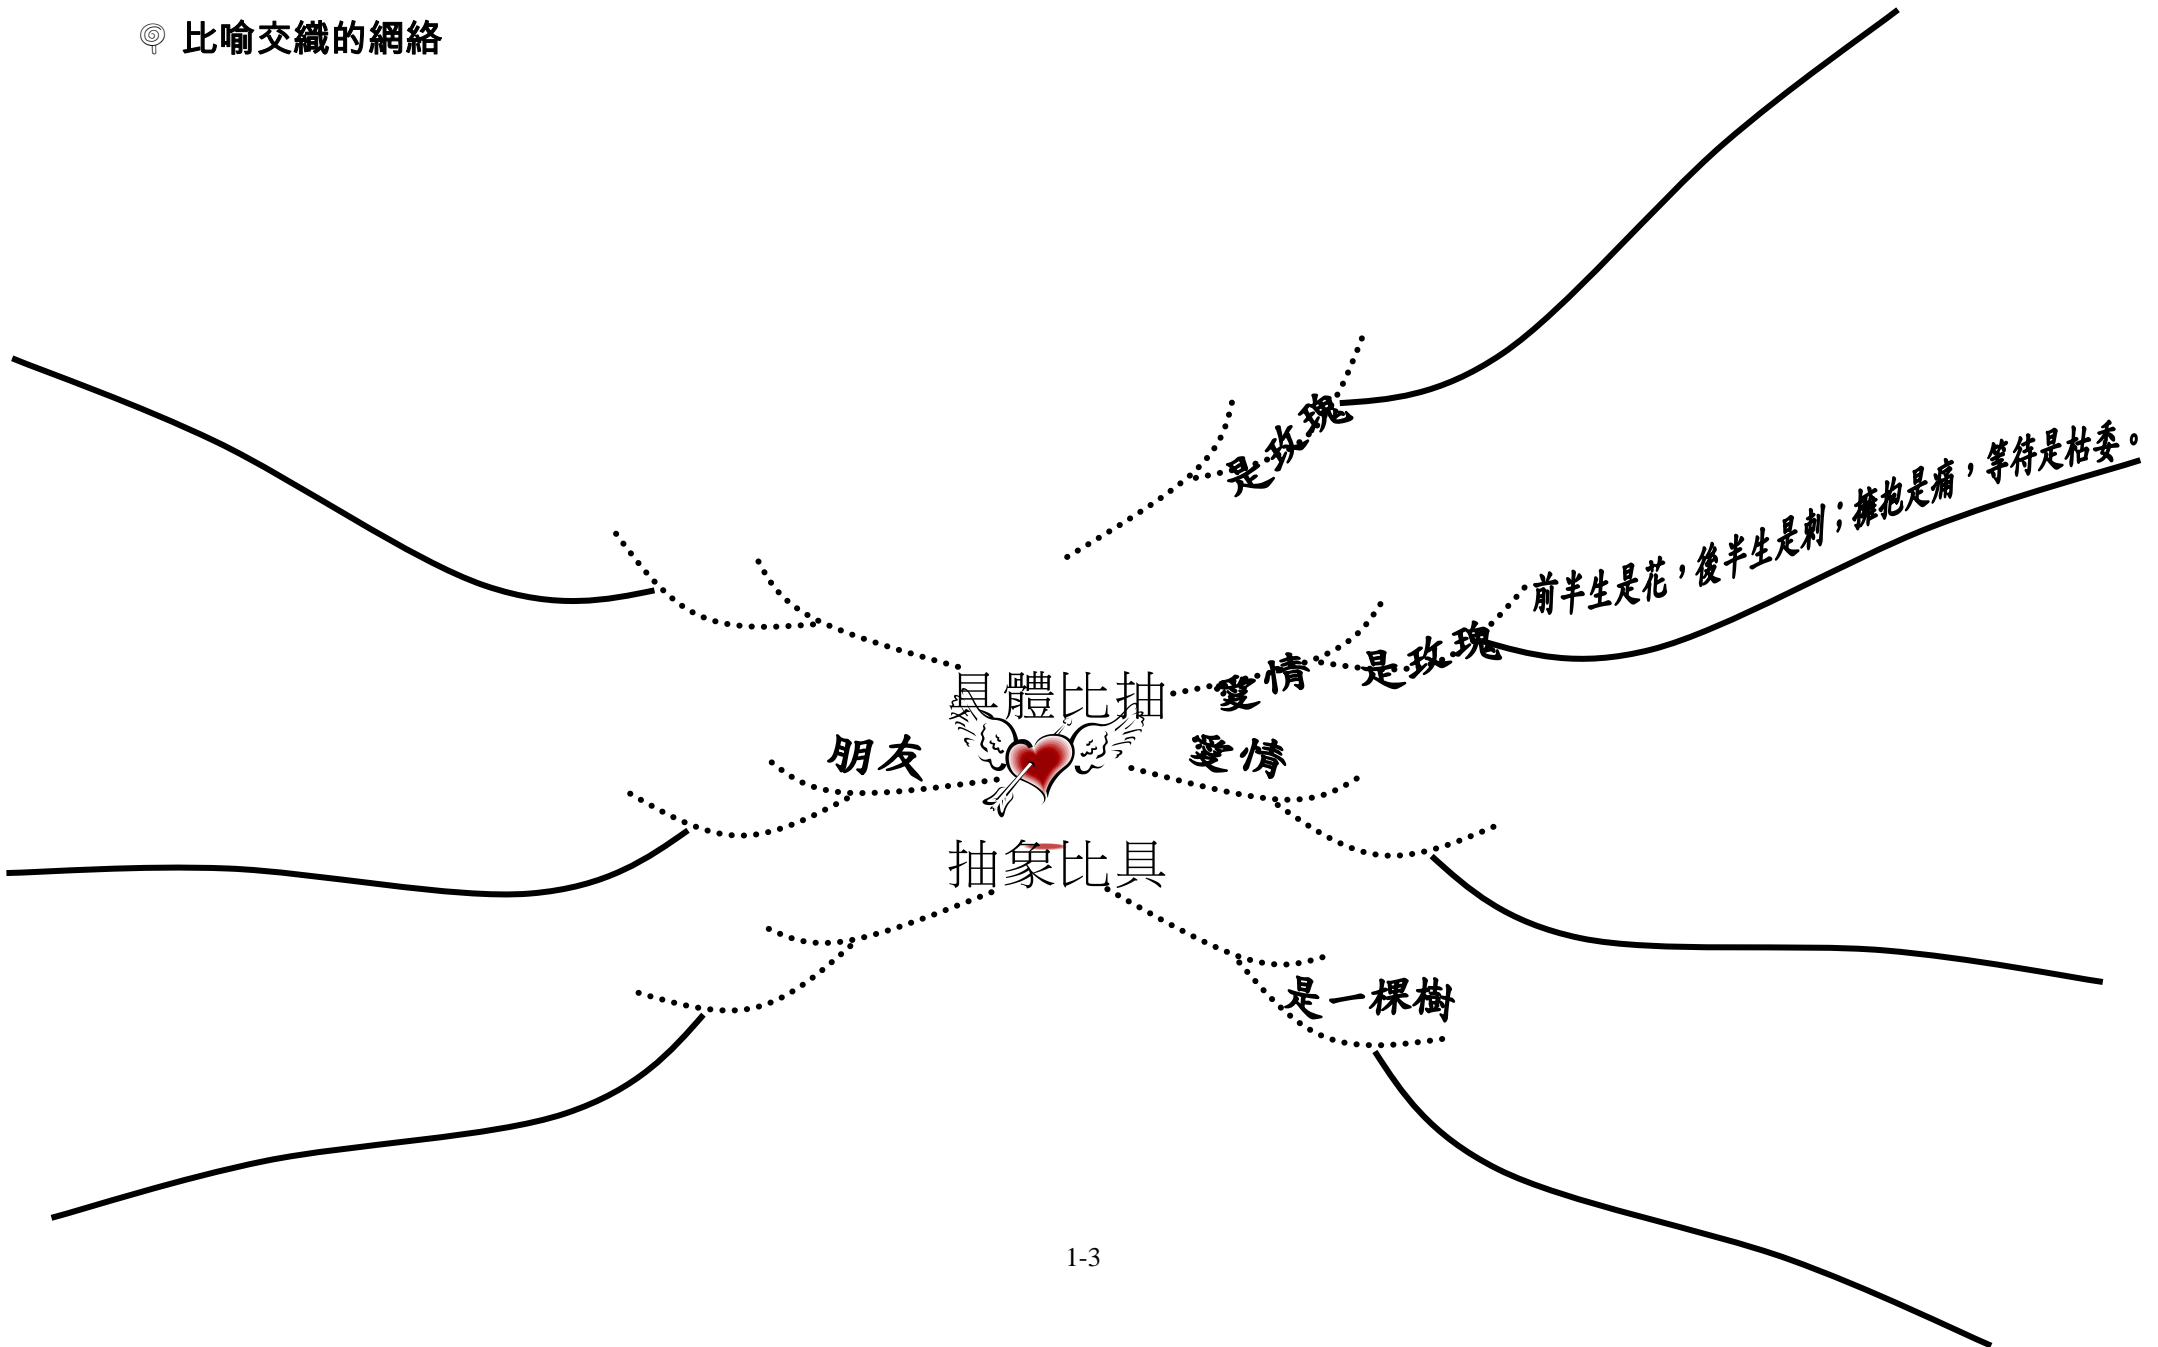 比喻交織的網絡
是玫瑰
前半生是花，後半生是刺；擁抱是痛，等待是枯委。
愛情
是玫瑰
具體比抽
朋友
愛情
抽象比具
是一棵樹
1-3